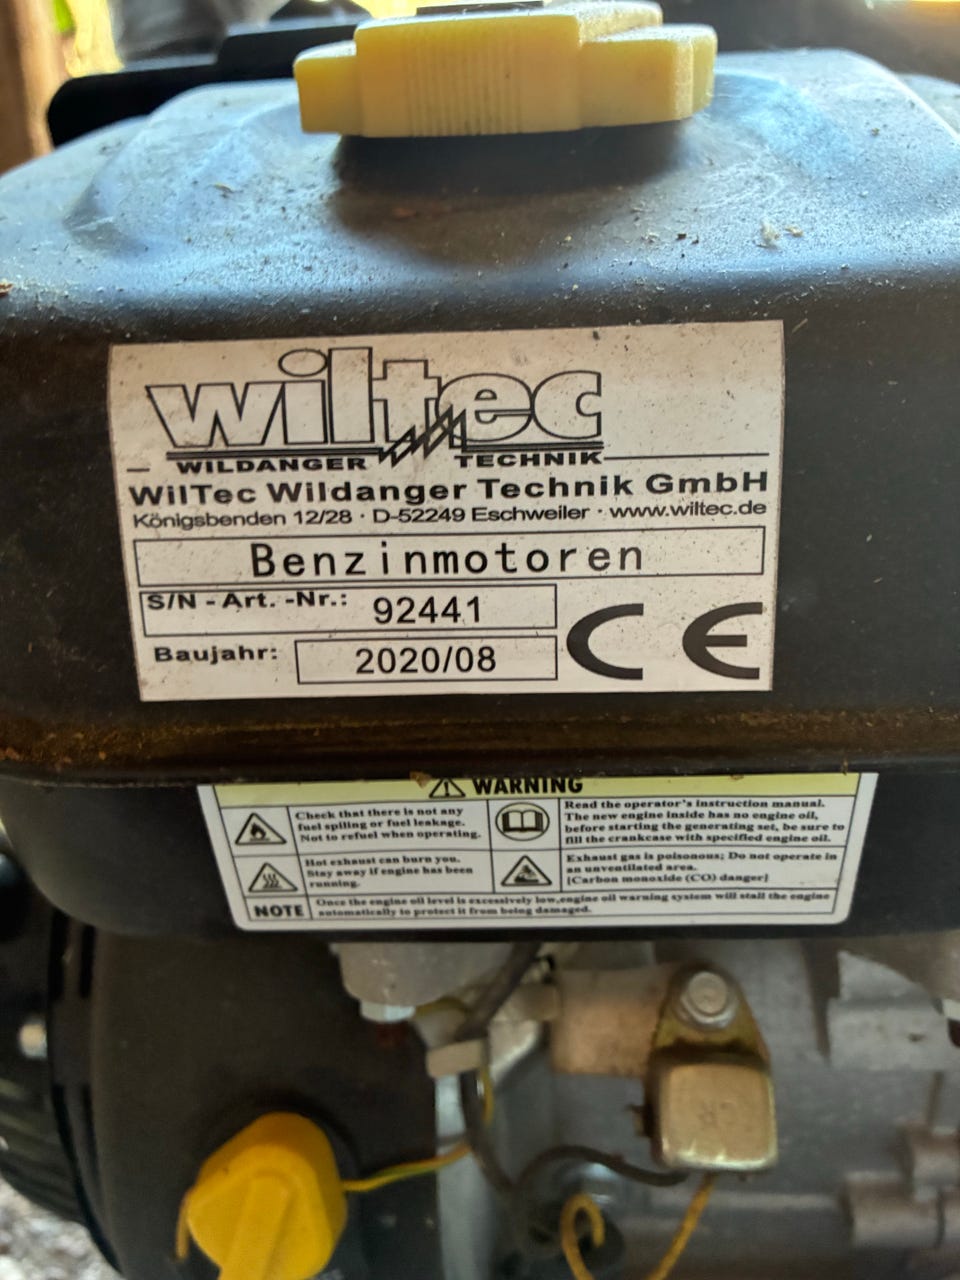 wiltec
WILDANGER TECHNIK
WilTec Wildanger Technik GmbH
Königsbenden 12/28 · D-52249 Eschweiler · www.wiltec.de
Benzinmotoren
S/N - Art. -Nr.: 92441
Baujahr: 2020/08
CE
WARNING
Check that there is not any
fuel spiling or fuel leakage.
Not to refuel when operating.
Read the operator's instruction manual.
The new engine inside has no engine oil,
before starting the generating set, be sure to
fill the crankcase with specified engine oil.
Hot exhaust can burn you.
Stay away if engine has been
running.
Exhaust gas is poisonous; Do not operate in
an unventilated area.
[Carbon monoxide (CO) danger]
NOTE
Once the engine oil level is excessively low,engine oil warning system will stall the engine
automatically to protect it from being damaged.